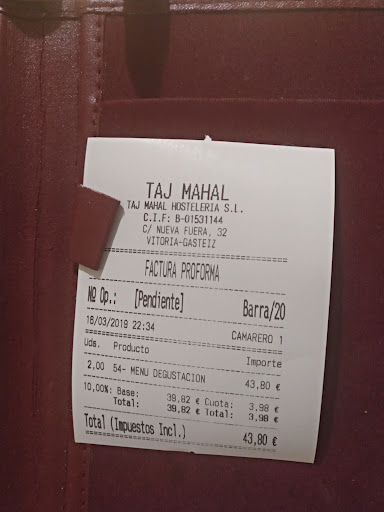 TAJ MAHAL
TAJ MAHAL HOSTELERIA S.L.
C.I.F: B-01531144
C/ NUEVA FUERA, 32
VITORIA-GASTEIZ
FACTURA PROFORMA
Nº Op.: [Pendiente] Barra/20
16/03/2019 22:34 CAMARERO 1
Uds. Producto Importe
2,00 54- MENU DEGUSTACION 43,80 €
10,00%: Base: 39,82 € Cuota: 3,98 €
Total: 39,82 € Total: 3,98 €
Total (Impuestos Incl.) 43,80 €